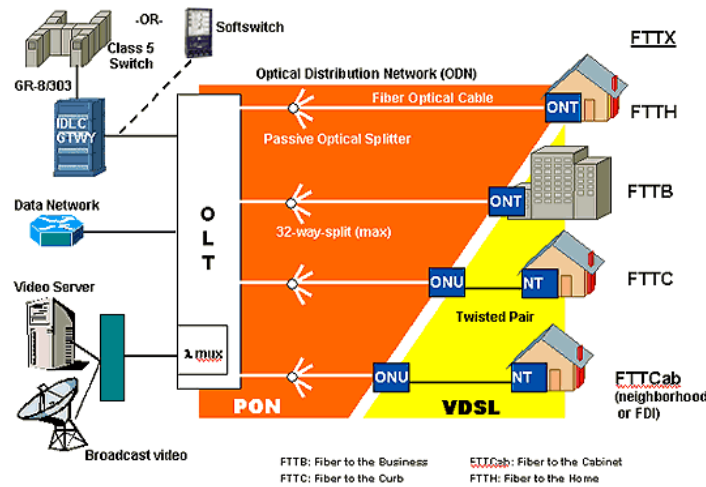 -OR-
Softswitch
Class 5
Switch
GR-8/303
IDLC
GTWY
Data Network
Video Server
Broadcast video
OLT
λ mux
Optical Distribution Network (ODN)
Fiber Optical Cable
Passive Optical Splitter
32-way-split (max)
PON
VDSL
ONT
ONT
ONU
NT
Twisted Pair
ONU
NT
FTTX
FTTH
FTTB
FTTC
FTTCab
(neighborhood
or FDI)
FTTB: Fiber to the Business
FTTCab: Fiber to the Cabinet
FTTC: Fiber to the Curb
FTTH: Fiber to the Home